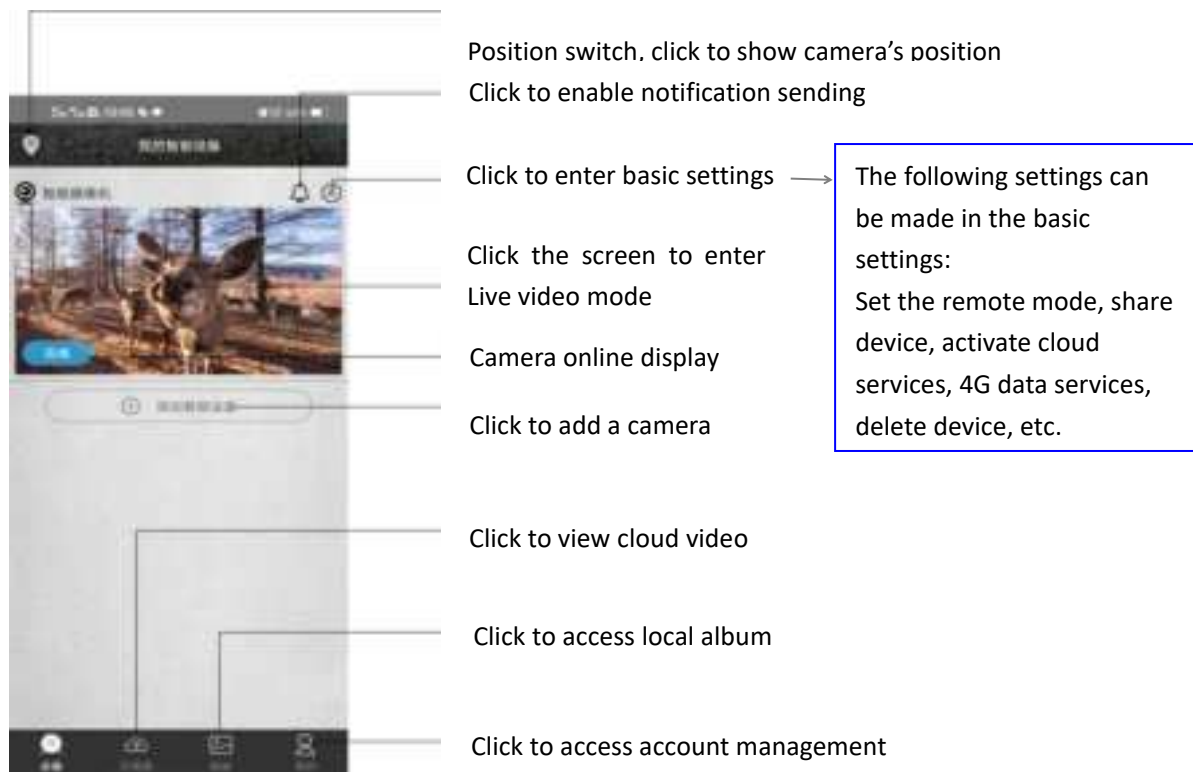 Position switch, click to show camera’s position
Click to enable notification sending
Click to enter basic settings
The following settings can
be made in the basic
settings:
Set the remote mode, share
device, activate cloud
services, 4G data services,
delete device, etc.
Click the screen to enter
Live video mode
Camera online display
Click to add a camera
Click to view cloud video
Click to access local album
Click to access account management